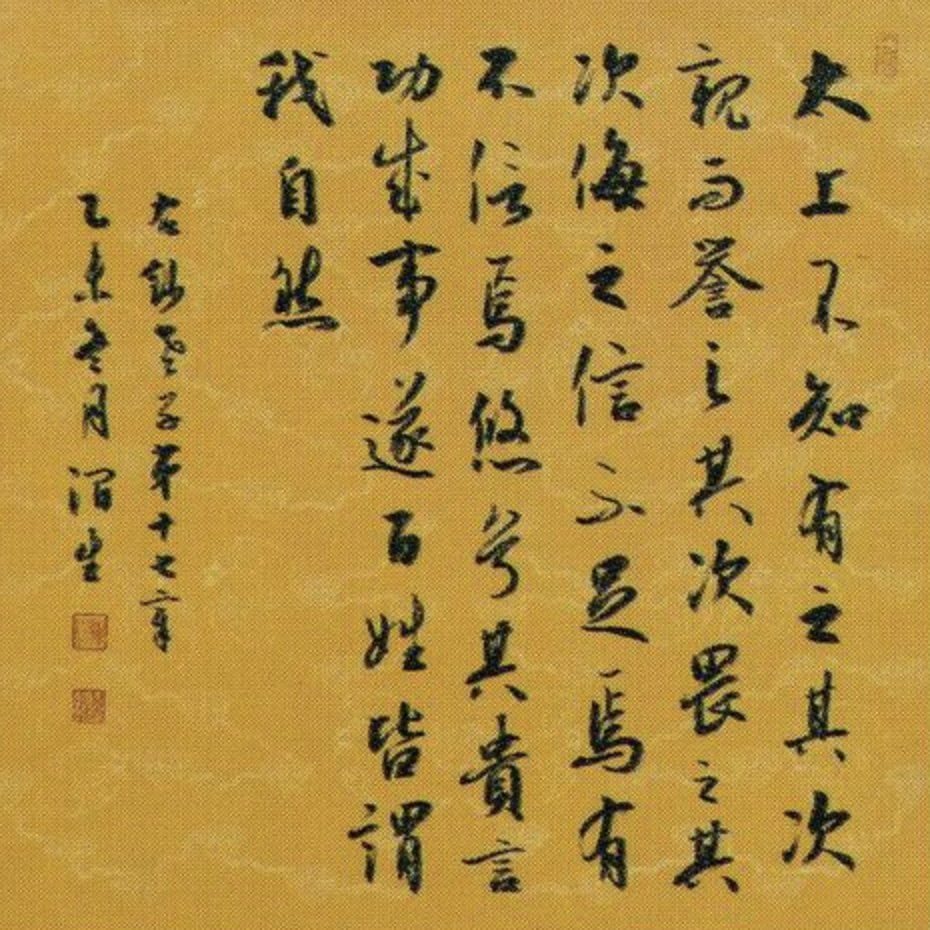 太上不知有之其次
親而譽之其次畏之其
次侮之信不足焉有
不信焉悠兮其貴言
功成事遂百姓皆謂
我自然
右錄老子第十七章
乙未冬月渭生